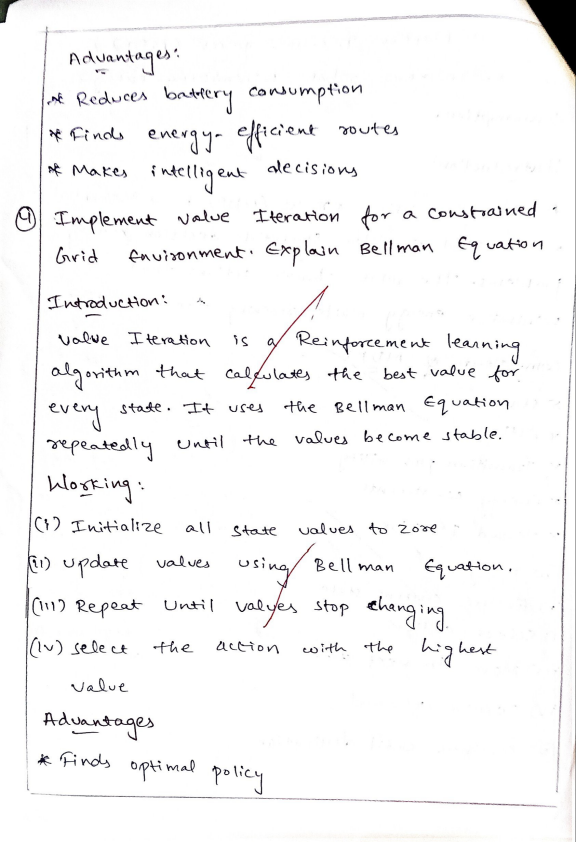 Advantages:
* Reduces battery consumption
* Finds energy-efficient routes
* Makes intelligent decisions
4) Implement value Iteration for a constrained
Grid Environment. Explain Bellman Equation
Introduction:
Value Iteration is a Reinforcement learning
algorithm that calculates the best value for
every state. It uses the Bellman Equation
repeatedly until the values become stable.
Working:
(i) Initialize all state values to zore
(ii) update values using Bellman Equation.
(iii) Repeat until values stop changing
(iv) select the action with the highest
value
Advantages
* Finds optimal policy